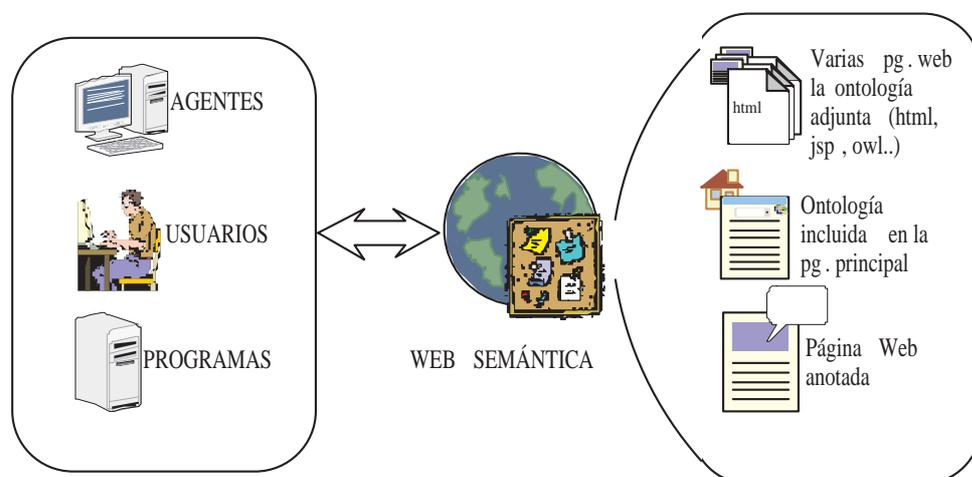 AGENTES
USUARIOS
PROGRAMAS
WEB SEMÁNTICA
html
Varias pg. web
la ontología
adjunta (html,
jsp , owl..)
Ontología
incluida en la
pg. principal
Página Web
anotada